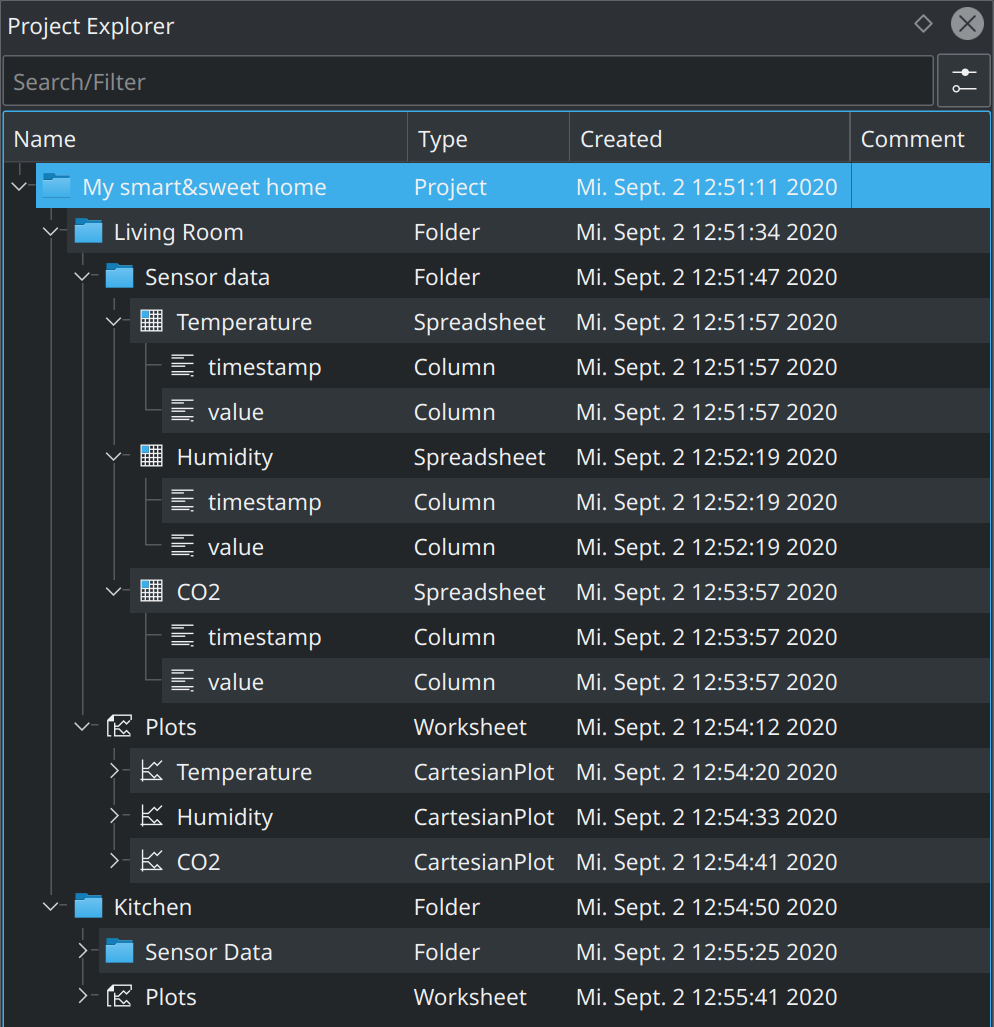 Project Explorer
Search/Filter
Name Type Created Comment
My smart&sweet home Project Mi. Sept. 2 12:51:11 2020
Living Room Folder Mi. Sept. 2 12:51:34 2020
Sensor data Folder Mi. Sept. 2 12:51:47 2020
Temperature Spreadsheet Mi. Sept. 2 12:51:57 2020
timestamp Column Mi. Sept. 2 12:51:57 2020
value Column Mi. Sept. 2 12:51:57 2020
Humidity Spreadsheet Mi. Sept. 2 12:52:19 2020
timestamp Column Mi. Sept. 2 12:52:19 2020
value Column Mi. Sept. 2 12:52:19 2020
CO2 Spreadsheet Mi. Sept. 2 12:53:57 2020
timestamp Column Mi. Sept. 2 12:53:57 2020
value Column Mi. Sept. 2 12:53:57 2020
Plots Worksheet Mi. Sept. 2 12:54:12 2020
Temperature CartesianPlot Mi. Sept. 2 12:54:20 2020
Humidity CartesianPlot Mi. Sept. 2 12:54:33 2020
CO2 CartesianPlot Mi. Sept. 2 12:54:41 2020
Kitchen Folder Mi. Sept. 2 12:54:50 2020
Sensor Data Folder Mi. Sept. 2 12:55:25 2020
Plots Worksheet Mi. Sept. 2 12:55:41 2020